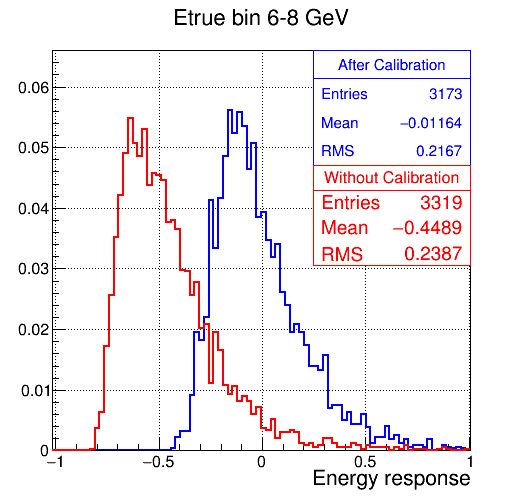 Etrue bin 6-8 GeV
After Calibration
Entries 3173
Mean −0.01164
RMS 0.2167
Without Calibration
Entries 3319
Mean −0.4489
RMS 0.2387
0.06
0.05
0.04
0.03
0.02
0.01
0
−1 −0.5 0 0.5 1
Energy response